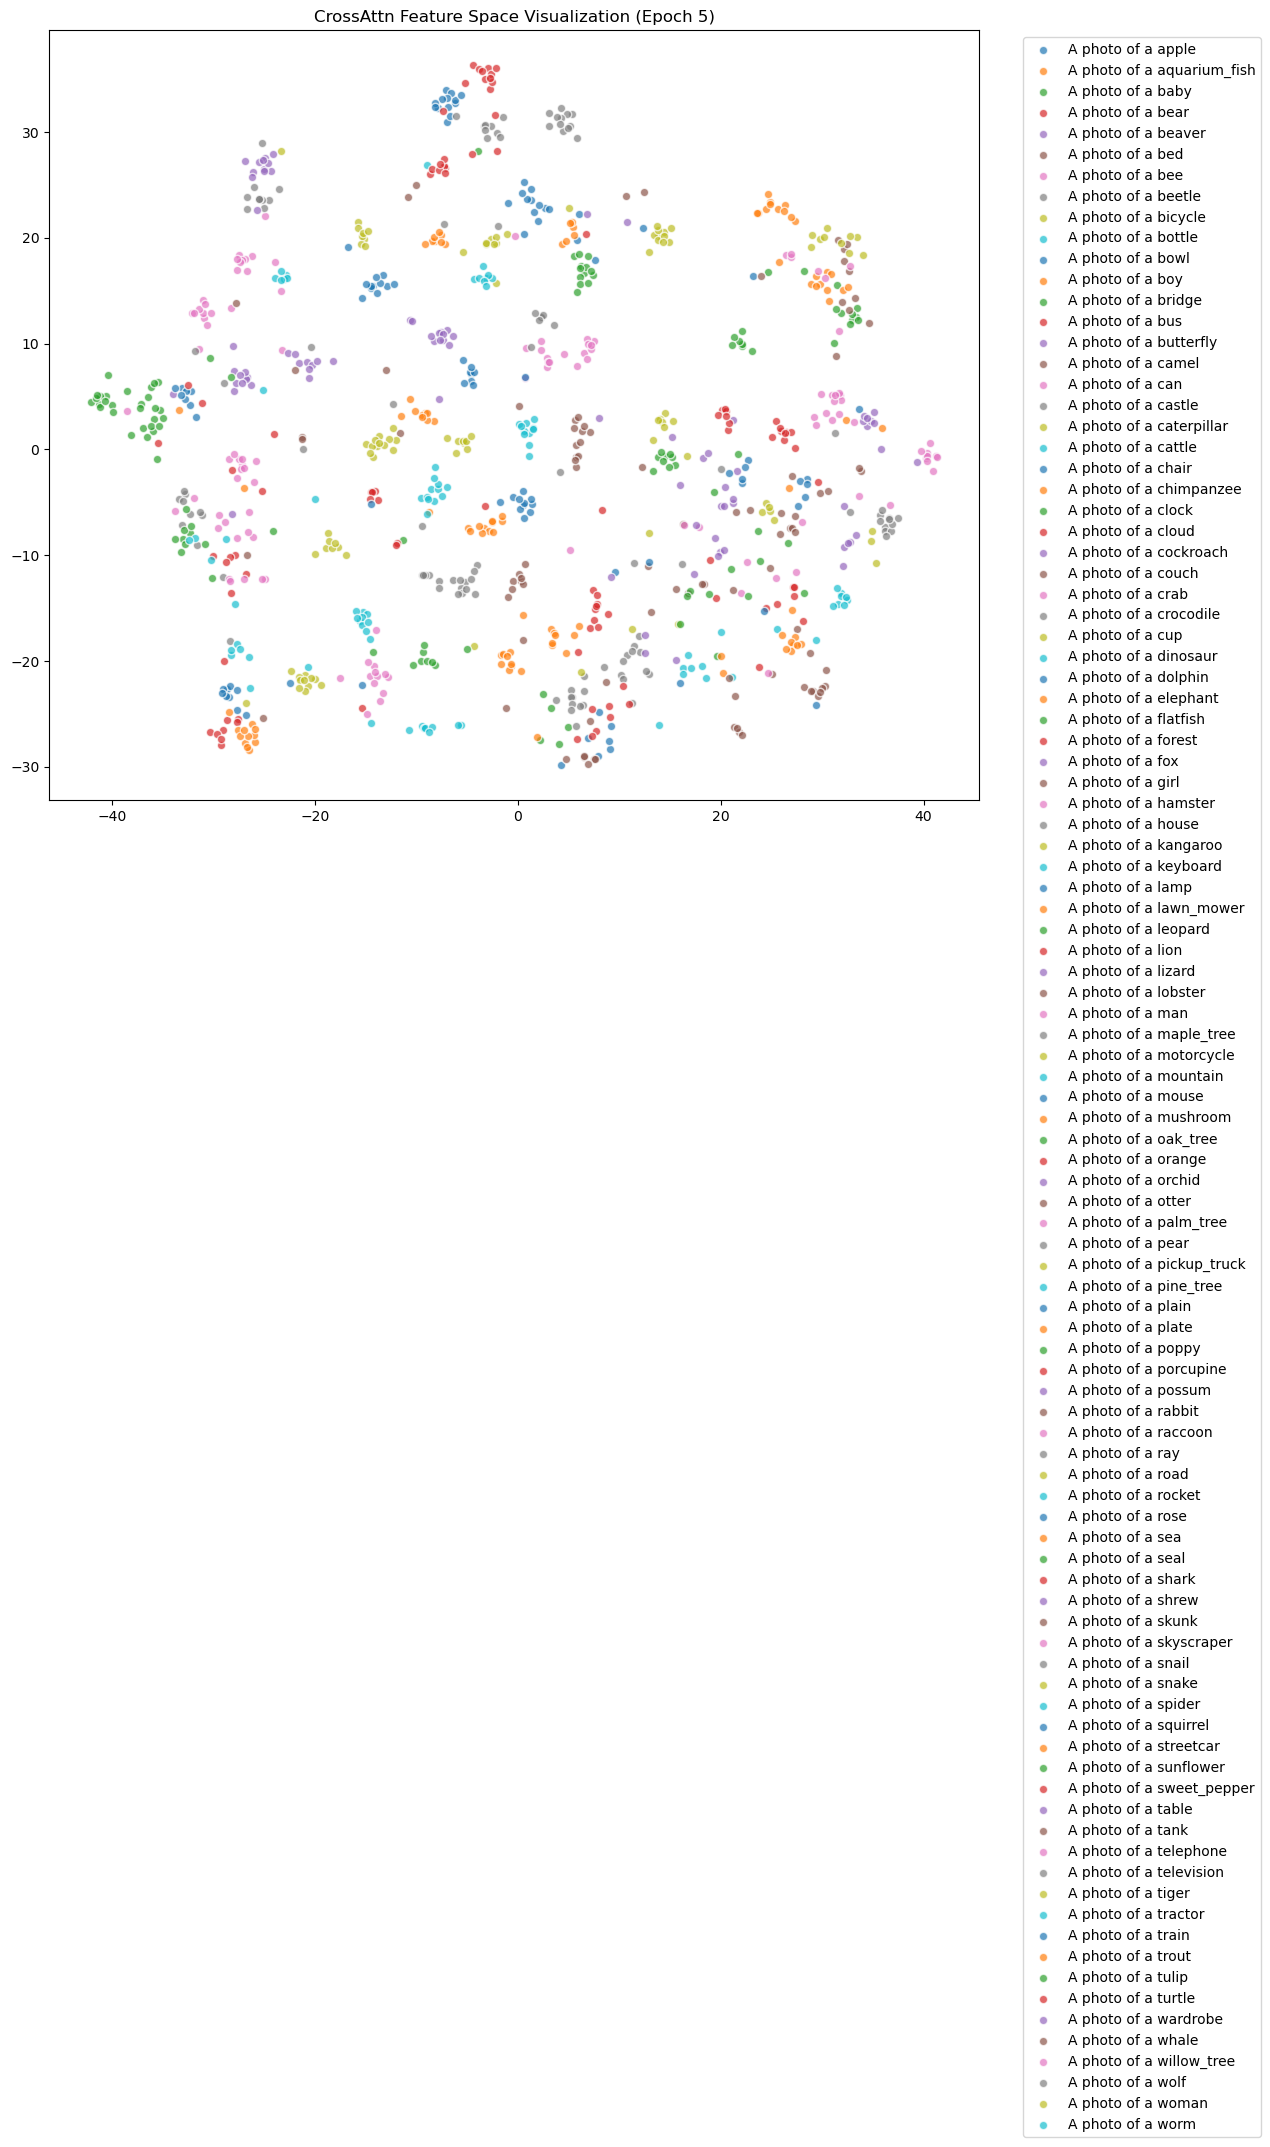 CrossAttn Feature Space Visualization (Epoch 5)
30
20
10
0
−10
−20
−30
−40
−20
0
20
40
A photo of a apple
A photo of a aquarium_fish
A photo of a baby
A photo of a bear
A photo of a beaver
A photo of a bed
A photo of a bee
A photo of a beetle
A photo of a bicycle
A photo of a bottle
A photo of a bowl
A photo of a boy
A photo of a bridge
A photo of a bus
A photo of a butterfly
A photo of a camel
A photo of a can
A photo of a castle
A photo of a caterpillar
A photo of a cattle
A photo of a chair
A photo of a chimpanzee
A photo of a clock
A photo of a cloud
A photo of a cockroach
A photo of a couch
A photo of a crab
A photo of a crocodile
A photo of a cup
A photo of a dinosaur
A photo of a dolphin
A photo of a elephant
A photo of a flatfish
A photo of a forest
A photo of a fox
A photo of a girl
A photo of a hamster
A photo of a house
A photo of a kangaroo
A photo of a keyboard
A photo of a lamp
A photo of a lawn_mower
A photo of a leopard
A photo of a lion
A photo of a lizard
A photo of a lobster
A photo of a man
A photo of a maple_tree
A photo of a motorcycle
A photo of a mountain
A photo of a mouse
A photo of a mushroom
A photo of a oak_tree
A photo of a orange
A photo of a orchid
A photo of a otter
A photo of a palm_tree
A photo of a pear
A photo of a pickup_truck
A photo of a pine_tree
A photo of a plain
A photo of a plate
A photo of a poppy
A photo of a porcupine
A photo of a possum
A photo of a rabbit
A photo of a raccoon
A photo of a ray
A photo of a road
A photo of a rocket
A photo of a rose
A photo of a sea
A photo of a seal
A photo of a shark
A photo of a shrew
A photo of a skunk
A photo of a skyscraper
A photo of a snail
A photo of a snake
A photo of a spider
A photo of a squirrel
A photo of a streetcar
A photo of a sunflower
A photo of a sweet_pepper
A photo of a table
A photo of a tank
A photo of a telephone
A photo of a television
A photo of a tiger
A photo of a tractor
A photo of a train
A photo of a trout
A photo of a tulip
A photo of a turtle
A photo of a wardrobe
A photo of a whale
A photo of a willow_tree
A photo of a wolf
A photo of a woman
A photo of a worm